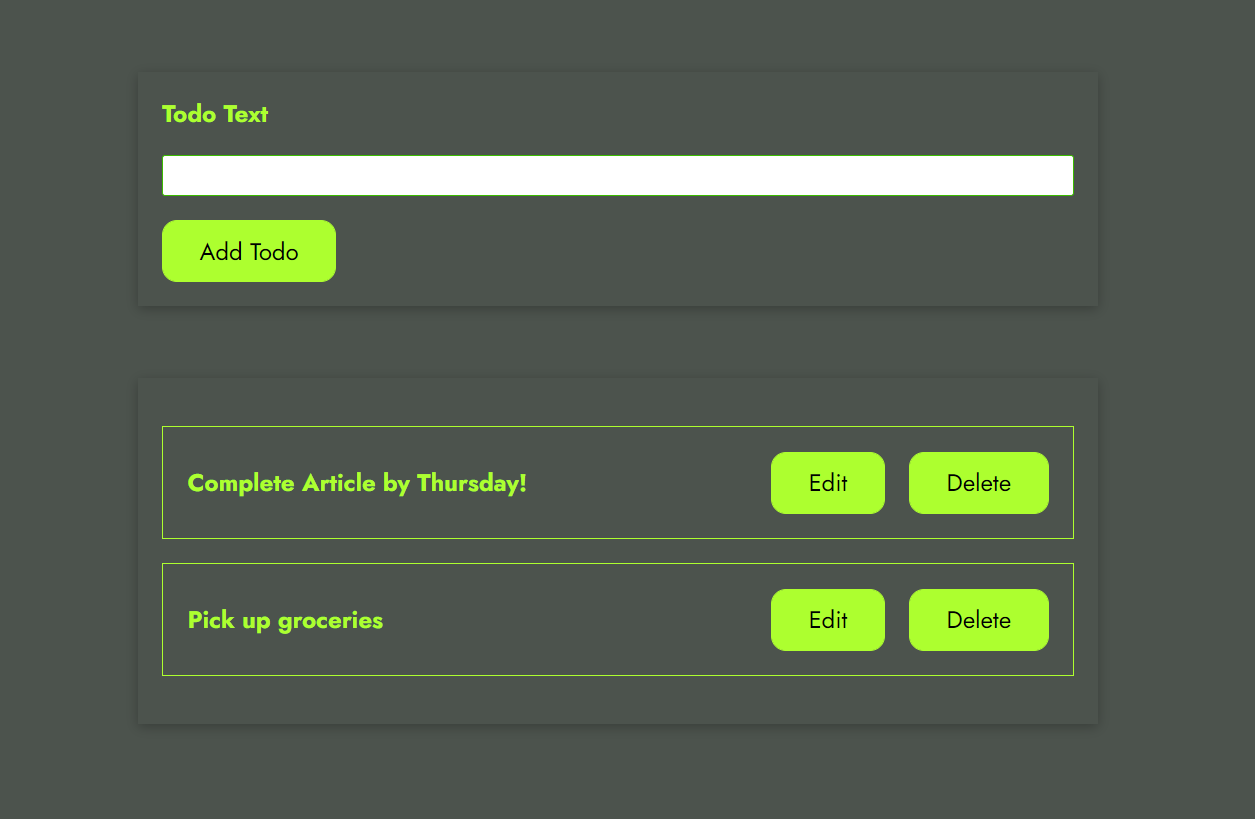 Todo Text
Add Todo
Complete Article by Thursday! Edit Delete
Pick up groceries Edit Delete